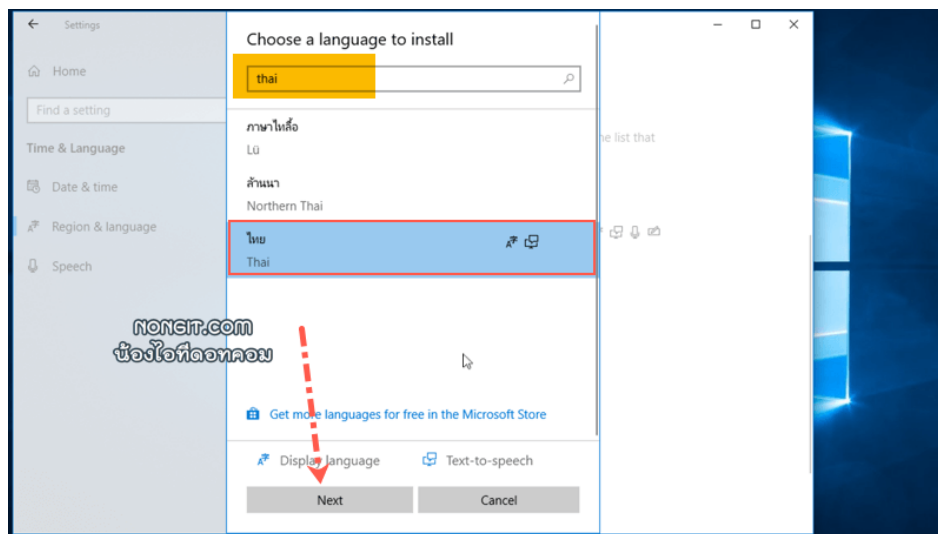 Settings
Choose a language to install
Home
thai
Find a setting
ภาษาไทลื้อ
Lü
he list that
Time & Language
Date & time
ล้านนา
Northern Thai
Region & language
ไทย
Thai
Speech
NONGIT.COM
น้องไอทีดอทคอม
Get more languages for free in the Microsoft Store
Display language
Text-to-speech
Next
Cancel